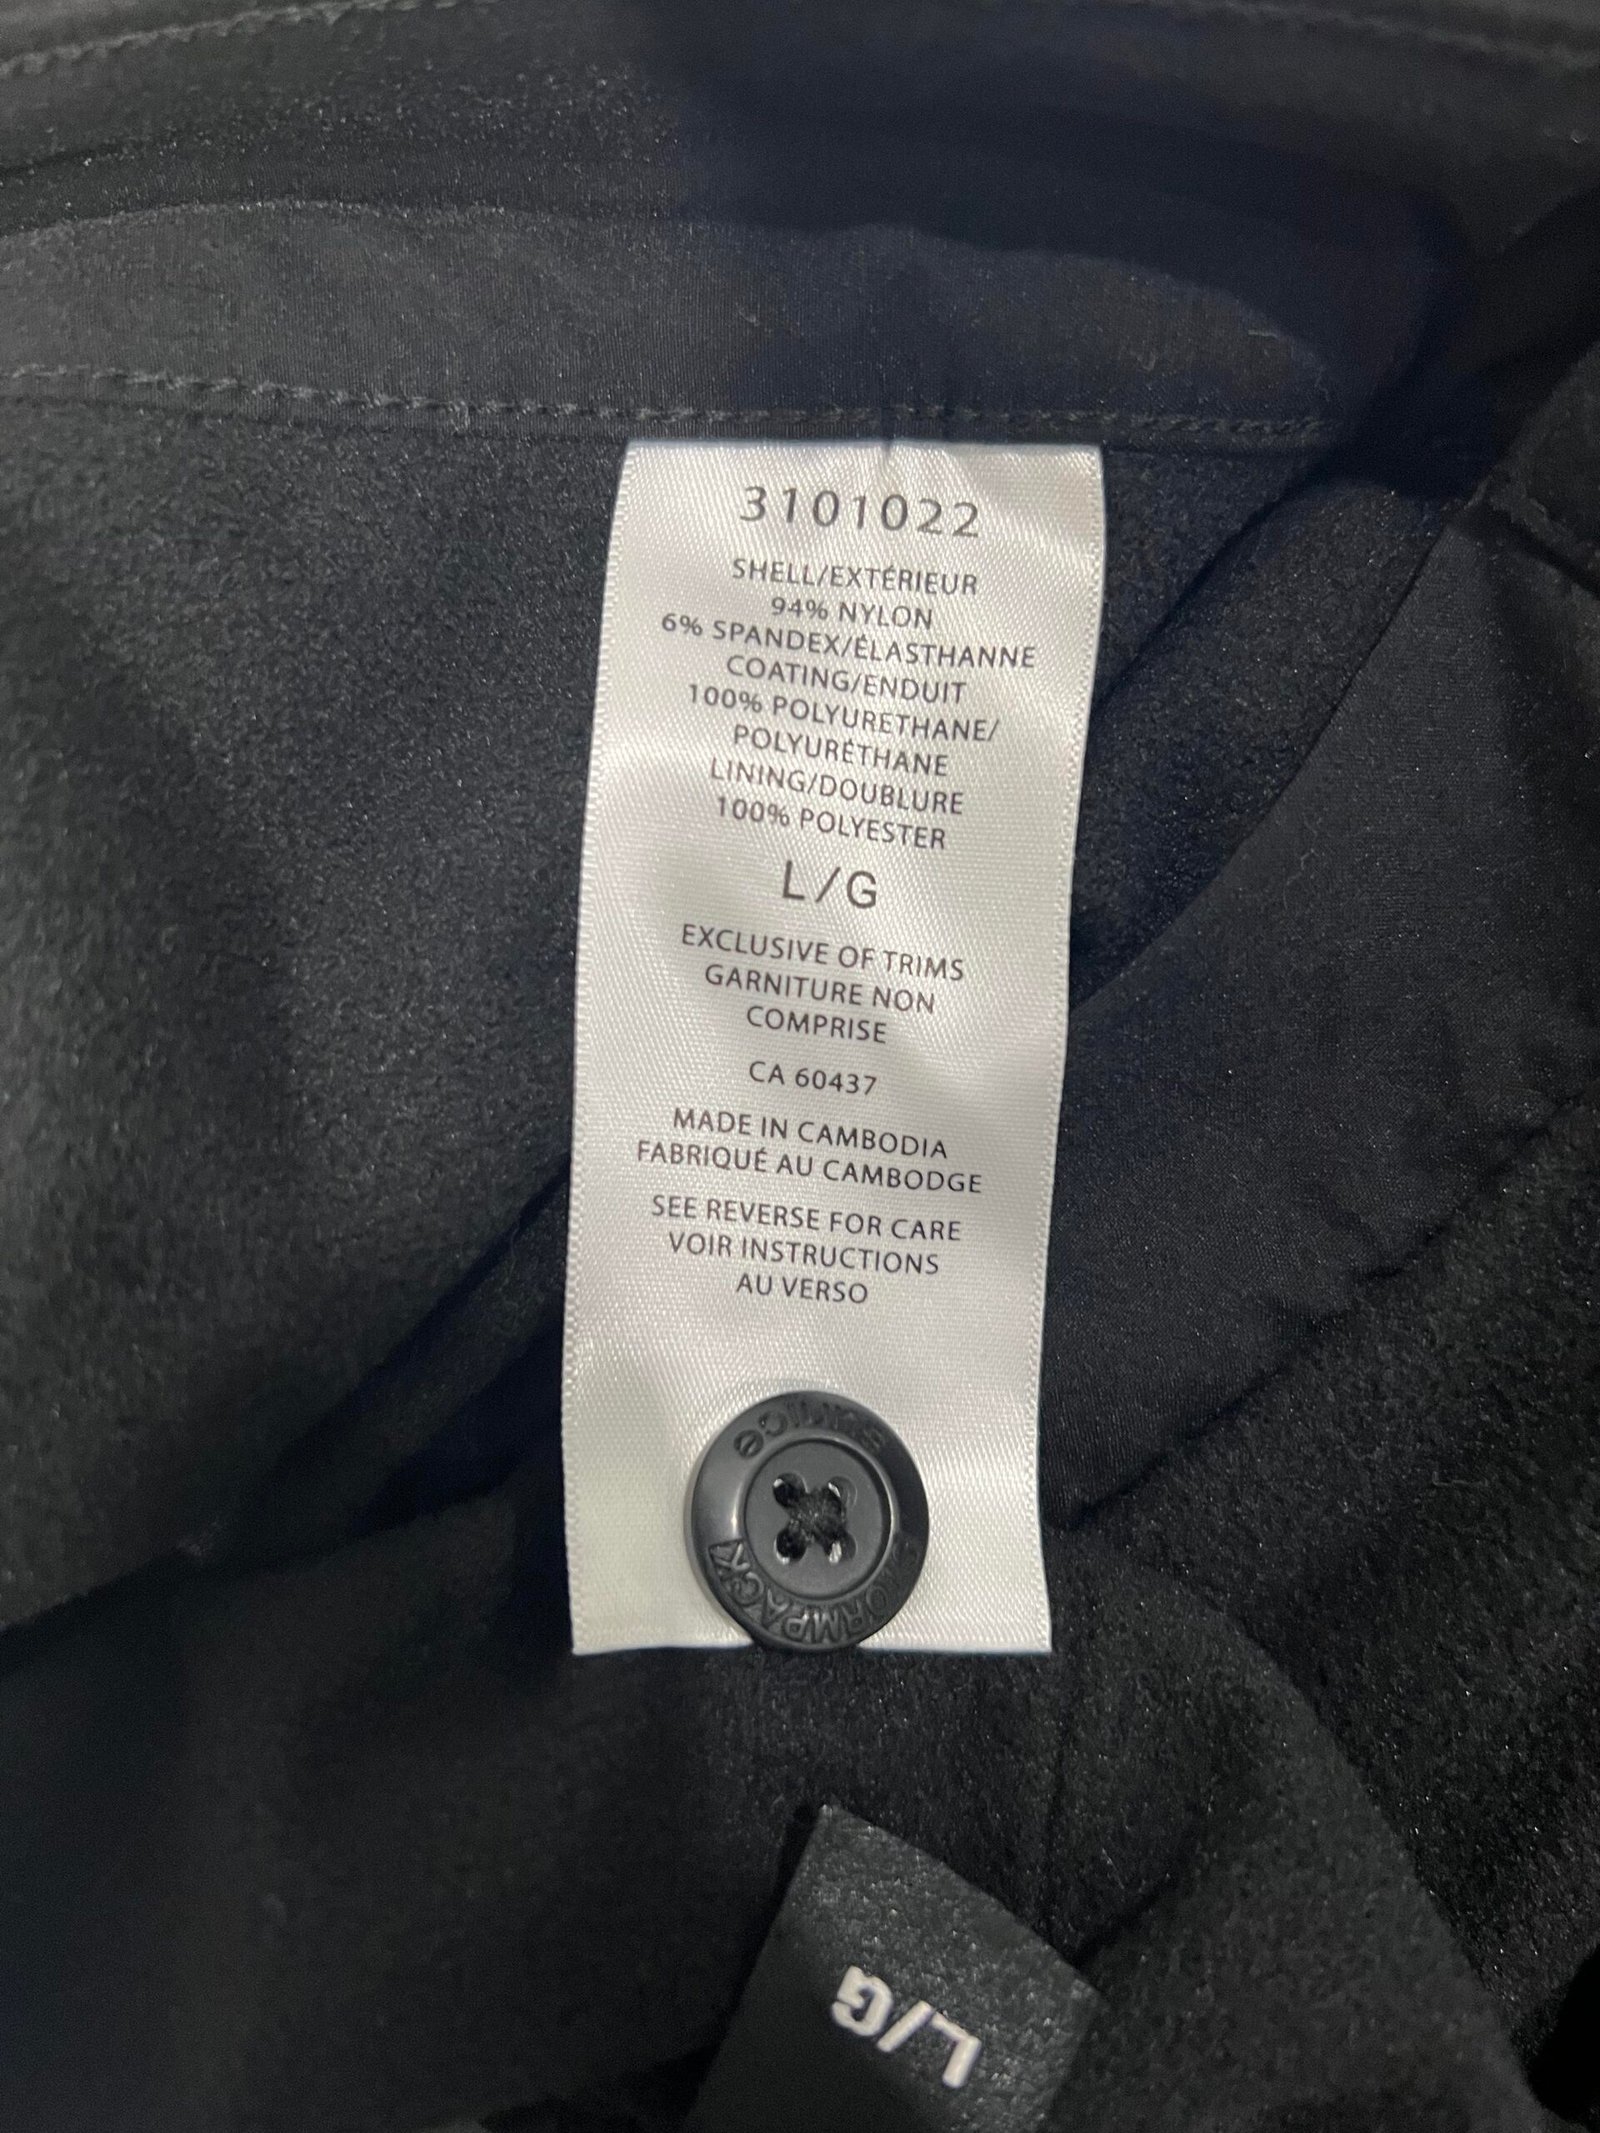 3101022
SHELL/EXTÉRIEUR
94% NYLON
6% SPANDEX/ÉLASTHANNE
COATING/ENDUIT
100% POLYURETHANE/
POLYURÉTHANE
LINING/DOUBLURE
100% POLYESTER
L/G
EXCLUSIVE OF TRIMS
GARNITURE NON
COMPRISE
CA 60437
MADE IN CAMBODIA
FABRIQUÉ AU CAMBODGE
SEE REVERSE FOR CARE
VOIR INSTRUCTIONS
AU VERSO
STORMPACK
L/G